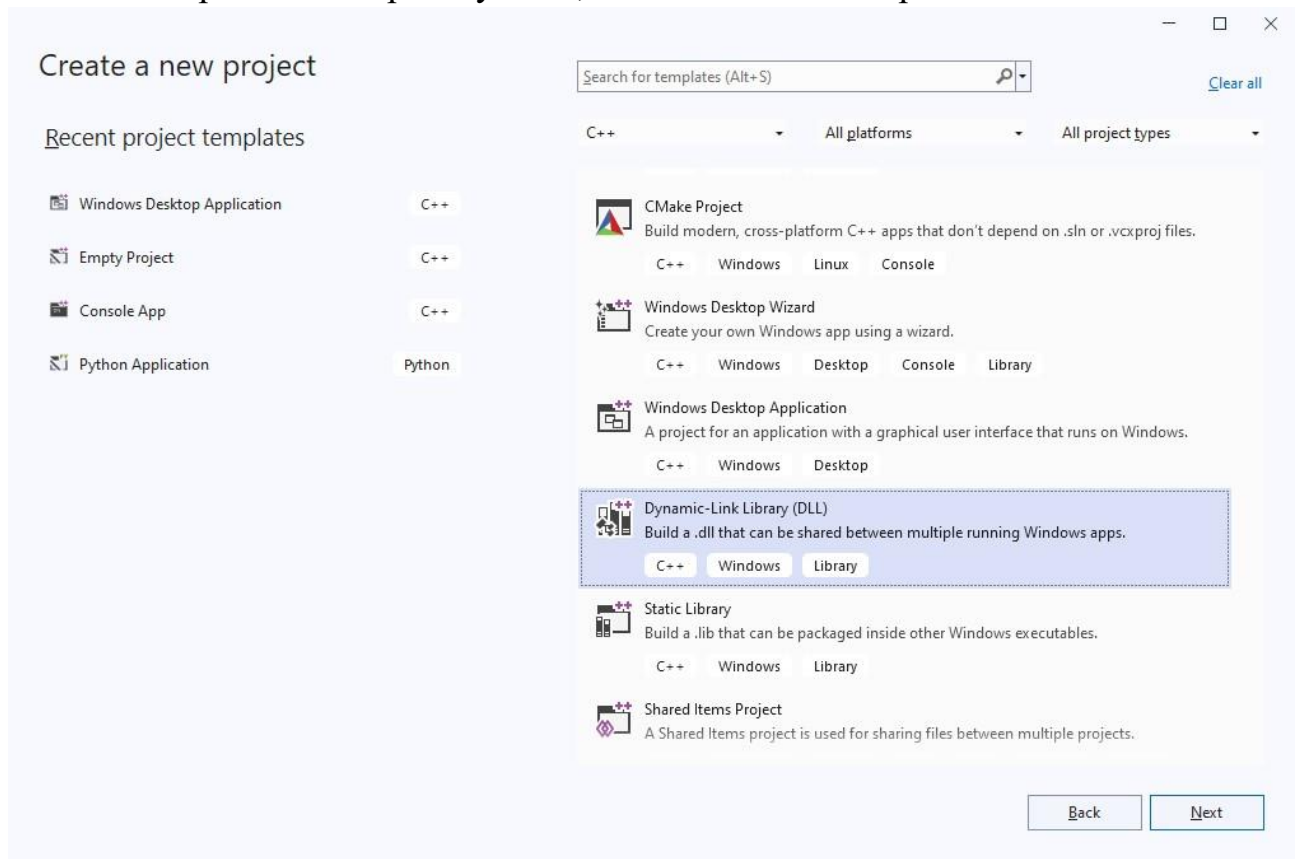 Create a new project
Search for templates (Alt+S)
Clear all
Recent project templates
C++
All platforms
All project types
Windows Desktop Application C++
Empty Project C++
Console App C++
Python Application Python
CMake Project
Build modern, cross-platform C++ apps that don't depend on .sln or .vcxproj files.
C++ Windows Linux Console
Windows Desktop Wizard
Create your own Windows app using a wizard.
C++ Windows Desktop Console Library
Windows Desktop Application
A project for an application with a graphical user interface that runs on Windows.
C++ Windows Desktop
Dynamic-Link Library (DLL)
Build a .dll that can be shared between multiple running Windows apps.
C++ Windows Library
Static Library
Build a .lib that can be packaged inside other Windows executables.
C++ Windows Library
Shared Items Project
A Shared Items project is used for sharing files between multiple projects.
Back Next